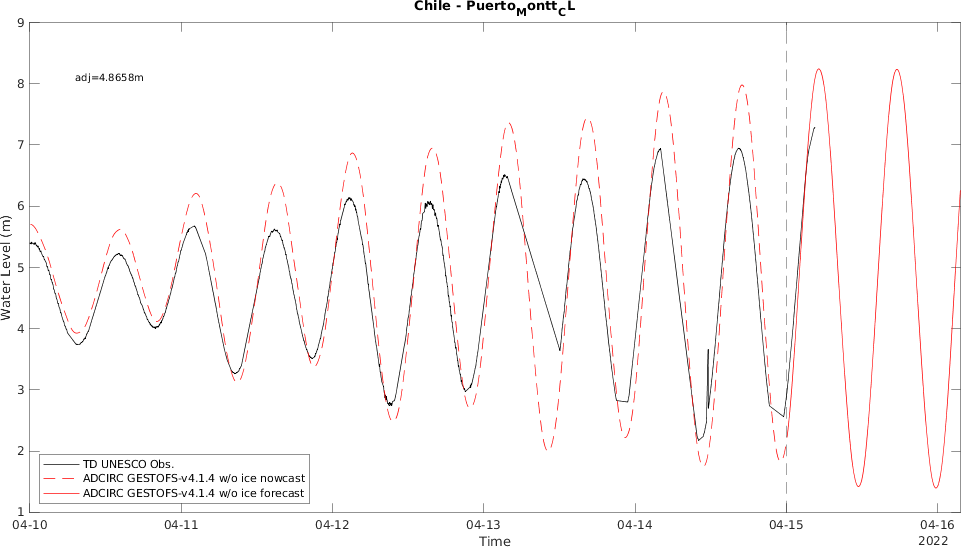 Chile - Puerto_Montt_CL
9
adj=4.8658m
8
7
6
5
4
3
2
1
Water Level (m)
TD UNESCO Obs.
ADCIRC GESTOFS-v4.1.4 w/o ice nowcast
ADCIRC GESTOFS-v4.1.4 w/o ice forecast
04-10 04-11 04-12 04-13 04-14 04-15 04-16
Time
2022